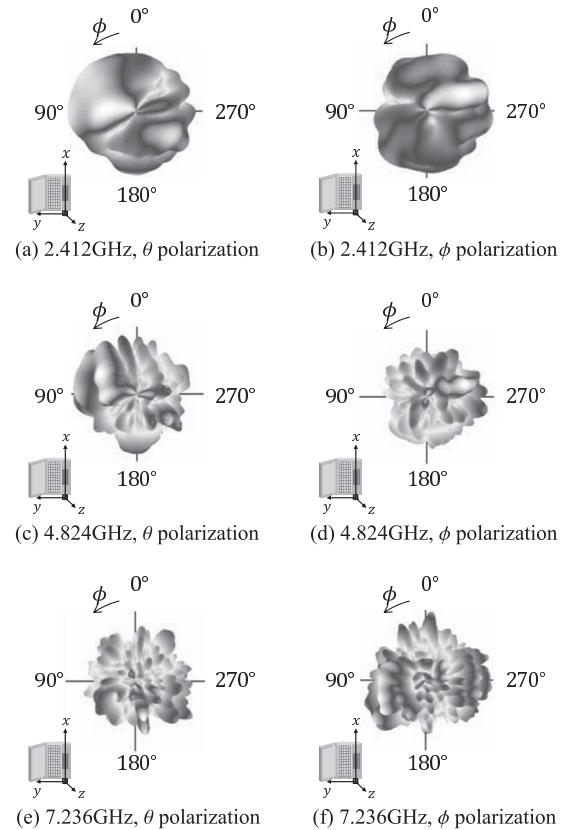 ϕ 0° ϕ 0°
90° 270° 90° 270°
x x
180° 180°
y z y z
(a) 2.412GHz, θ polarization (b) 2.412GHz, ϕ polarization
ϕ 0° ϕ 0°
90° 270° 90° 270°
x x
180° 180°
y z y z
(c) 4.824GHz, θ polarization (d) 4.824GHz, ϕ polarization
ϕ 0° ϕ 0°
90° 270° 90° 270°
x x
180° 180°
y z y z
(e) 7.236GHz, θ polarization (f) 7.236GHz, ϕ polarization